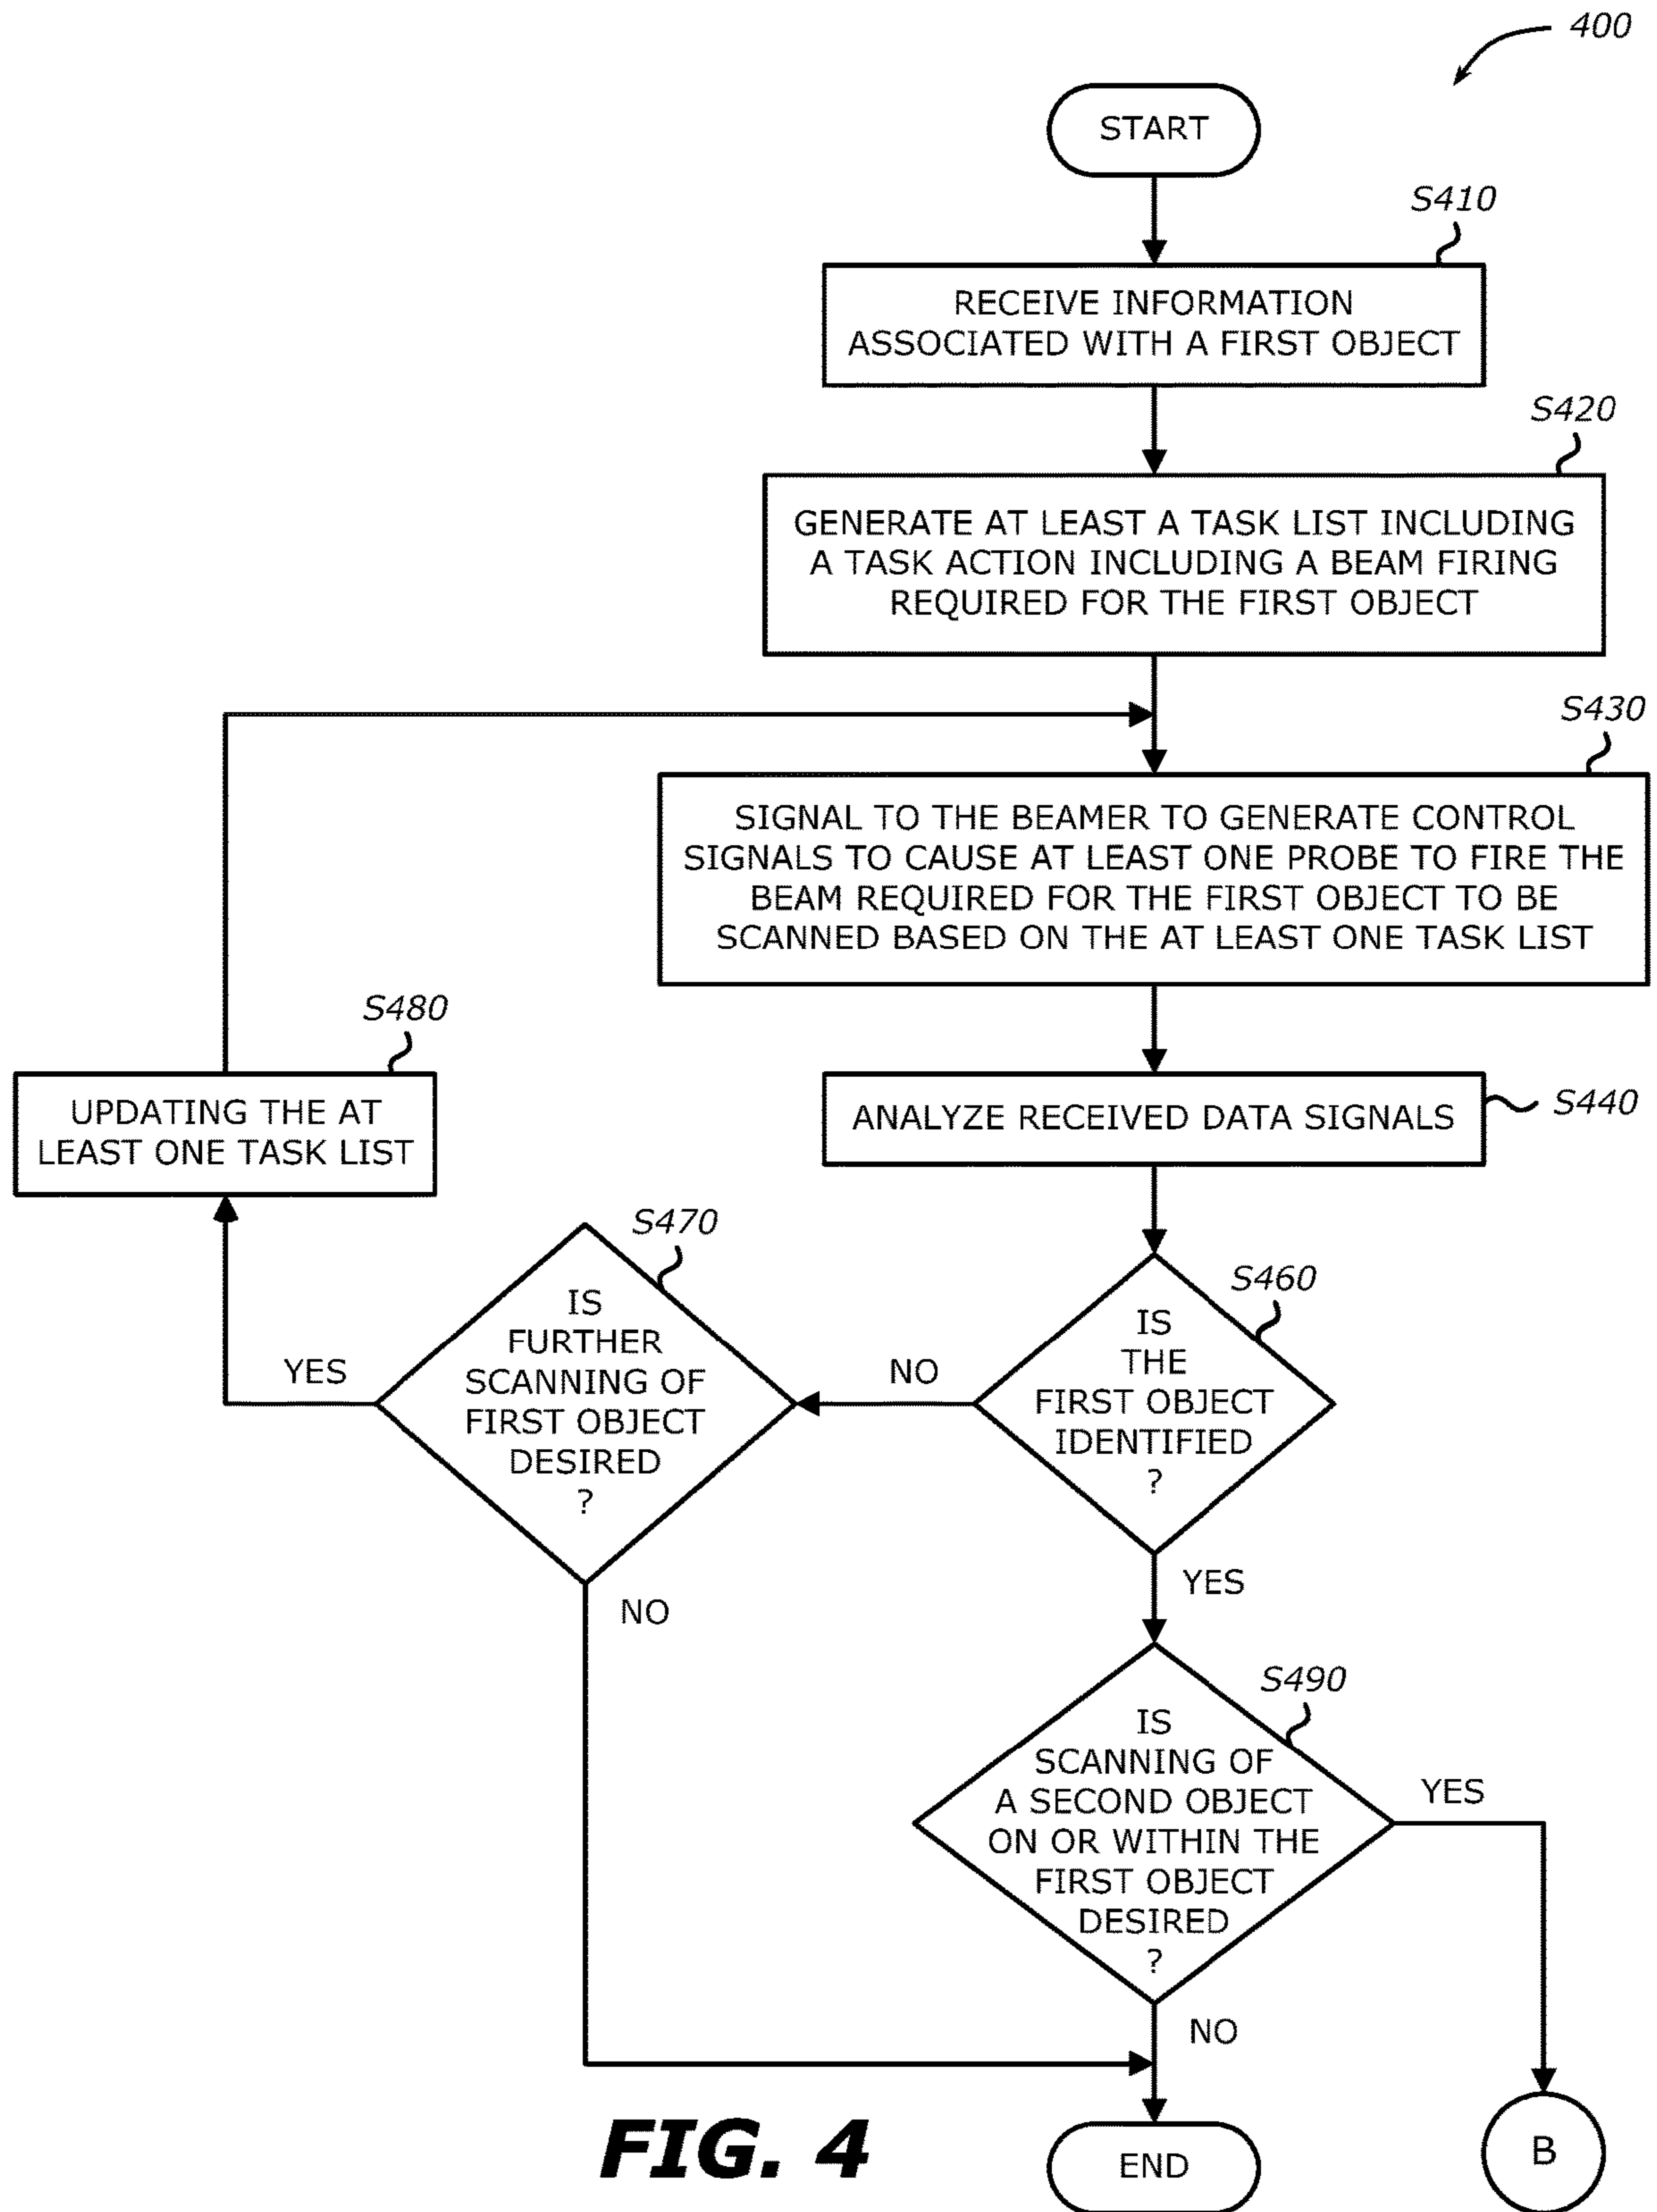 400
START
S410
RECEIVE INFORMATION
ASSOCIATED WITH A FIRST OBJECT
S420
GENERATE AT LEAST A TASK LIST INCLUDING
A TASK ACTION INCLUDING A BEAM FIRING
REQUIRED FOR THE FIRST OBJECT
S430
SIGNAL TO THE BEAMER TO GENERATE CONTROL
SIGNALS TO CAUSE AT LEAST ONE PROBE TO FIRE THE
BEAM REQUIRED FOR THE FIRST OBJECT TO BE
SCANNED BASED ON THE AT LEAST ONE TASK LIST
S480
UPDATING THE AT
LEAST ONE TASK LIST
ANALYZE RECEIVED DATA SIGNALS
S440
S470
IS
FURTHER
SCANNING OF
FIRST OBJECT
DESIRED
?
YES
NO
NO
S460
IS
THE
FIRST OBJECT
IDENTIFIED
?
YES
S490
IS
SCANNING OF
A SECOND OBJECT
ON OR WITHIN THE
FIRST OBJECT
DESIRED
?
YES
NO
END
B
FIG. 4